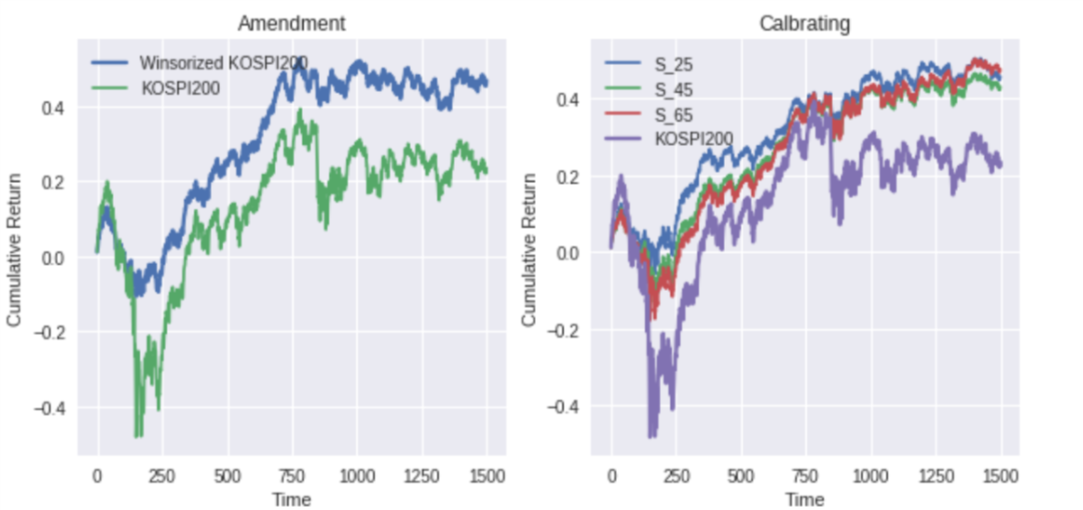 Amendment
Winsorized KOSPI200
KOSPI200
Cumulative Return
0.4
0.2
0.0
−0.2
−0.4
0 250 500 750 1000 1250 1500
Time
Calbrating
S_25
S_45
S_65
KOSPI200
Cumulative Return
0.4
0.2
0.0
−0.2
−0.4
0 250 500 750 1000 1250 1500
Time